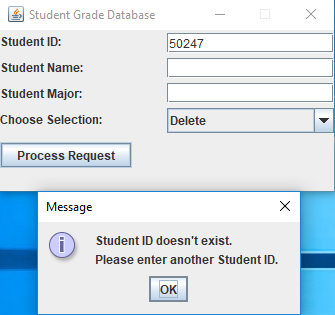 Student Grade Database
Student ID: 50247
Student Name:
Student Major:
Choose Selection: Delete
Process Request
Message
Student ID doesn't exist.
Please enter another Student ID.
OK